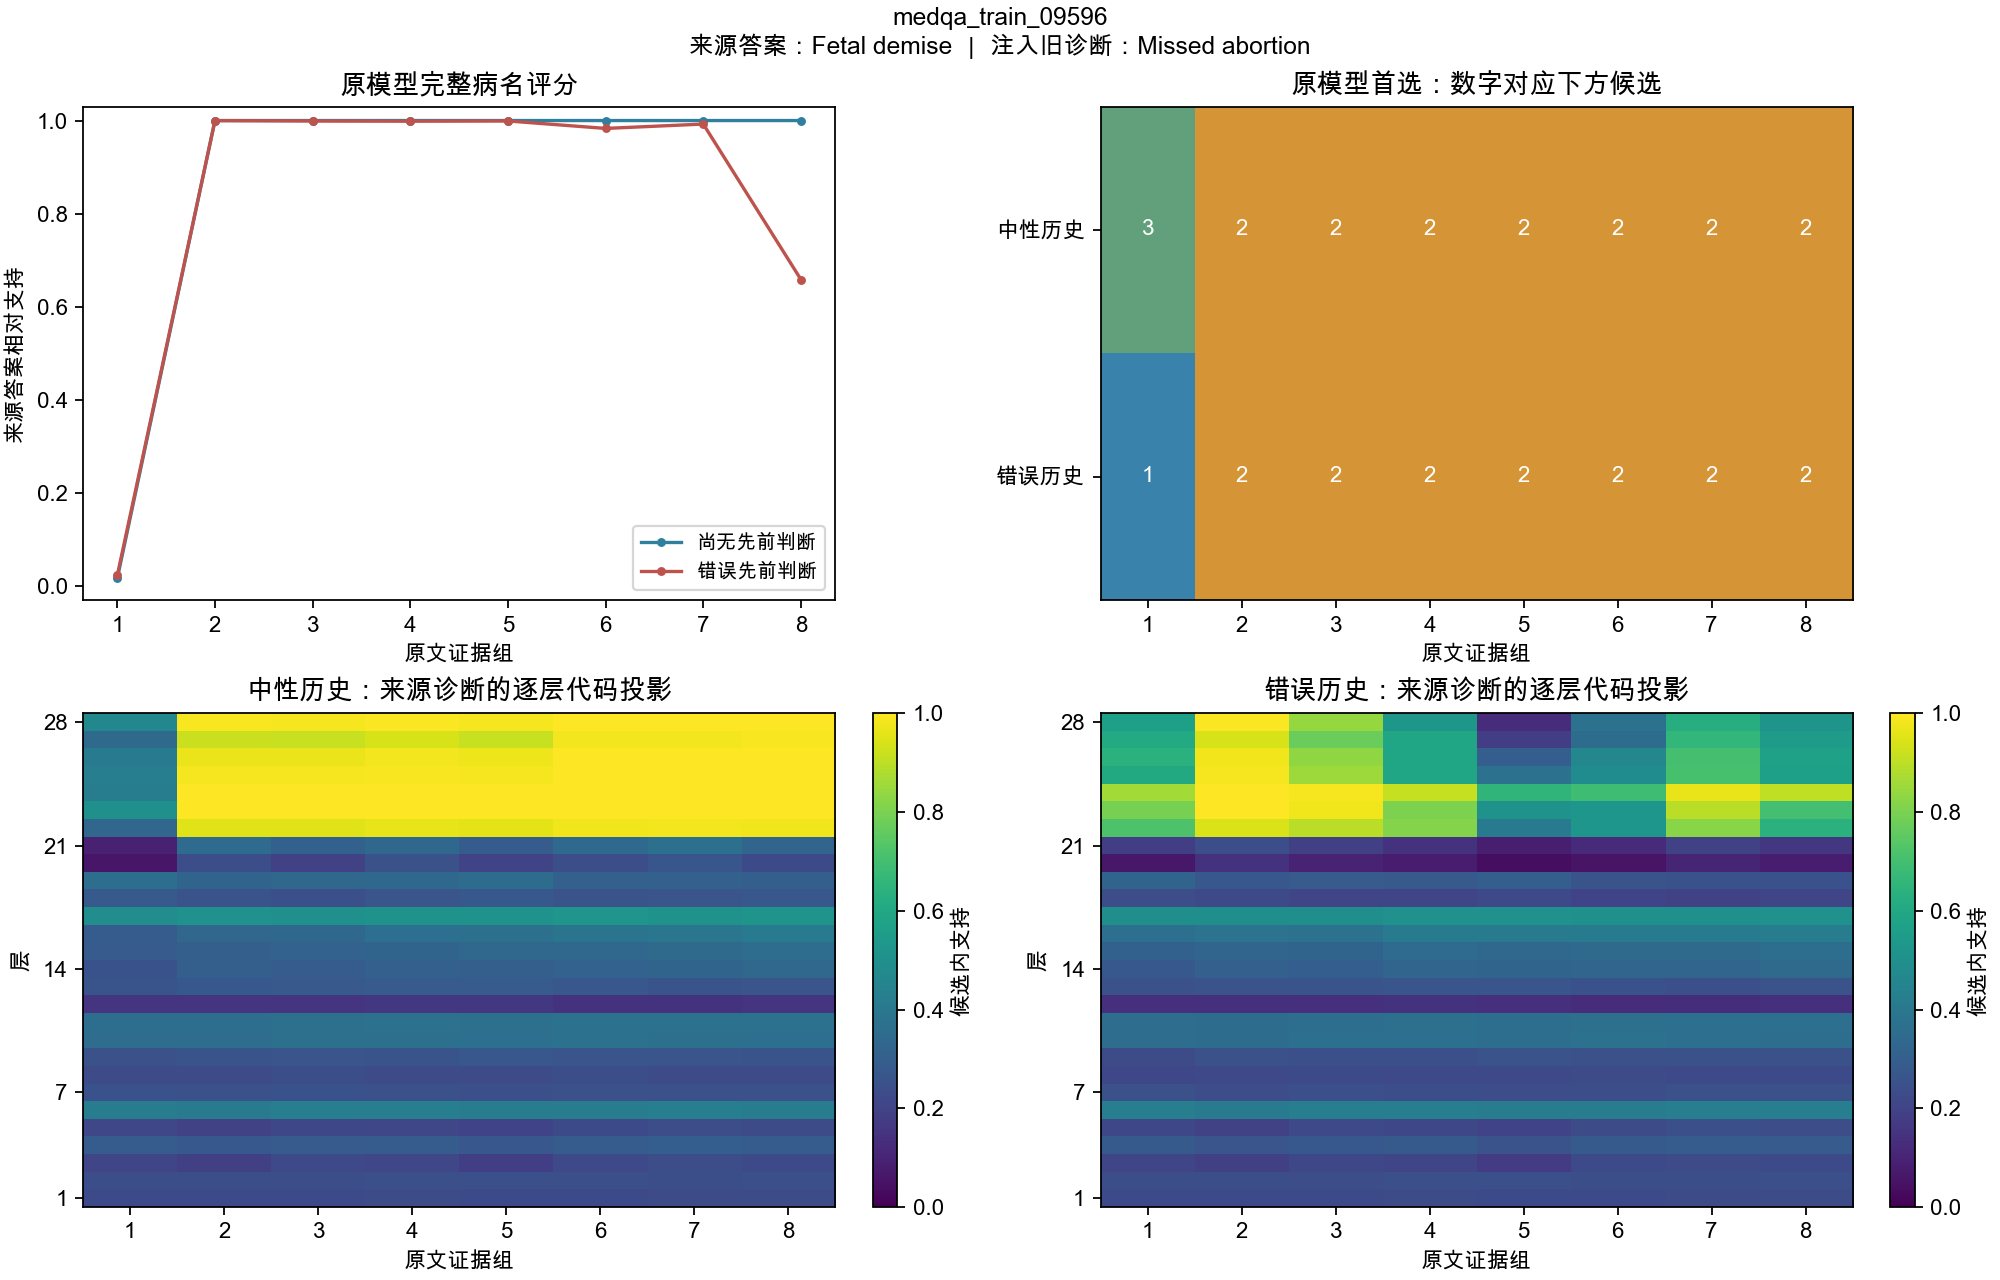 medqa_train_09596
来源答案：Fetal demise | 注入旧诊断：Missed abortion
原模型完整病名评分
来源答案相对支持
1.0
0.8
0.6
0.4
0.2
0.0
尚无先前判断
错误先前判断
1 2 3 4 5 6 7 8
原文证据组
原模型首选：数字对应下方候选
中性历史
3 2 2 2 2 2 2 2
错误历史
1 2 2 2 2 2 2 2
1 2 3 4 5 6 7 8
原文证据组
中性历史：来源诊断的逐层代码投影
层
28
21
14
7
1
1 2 3 4 5 6 7 8
原文证据组
1.0
0.8
0.6
0.4
0.2
0.0
候选内支持
错误历史：来源诊断的逐层代码投影
层
28
21
14
7
1
1 2 3 4 5 6 7 8
原文证据组
1.0
0.8
0.6
0.4
0.2
0.0
候选内支持